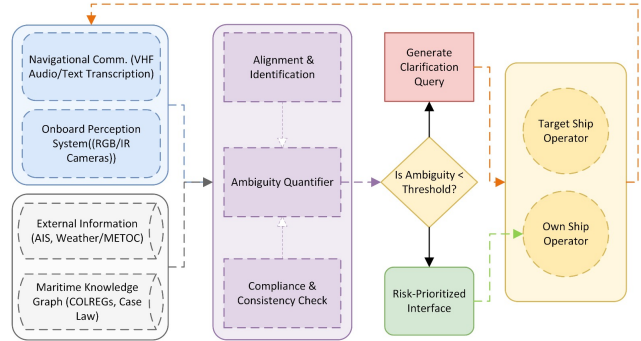 Navigational Comm. (VHF
Audio/Text Transcription)
Onboard Perception
System((RGB/IR
Cameras))
External Information
(AIS, Weather/METOC)
Maritime Knowledge
Graph (COLREGs, Case
Law)
Alignment &
Identification
Ambiguity Quantifier
Compliance &
Consistency Check
Generate
Clarification
Query
Is Ambiguity <
Threshold?
Risk-Prioritized
Interface
Target Ship
Operator
Own Ship
Operator